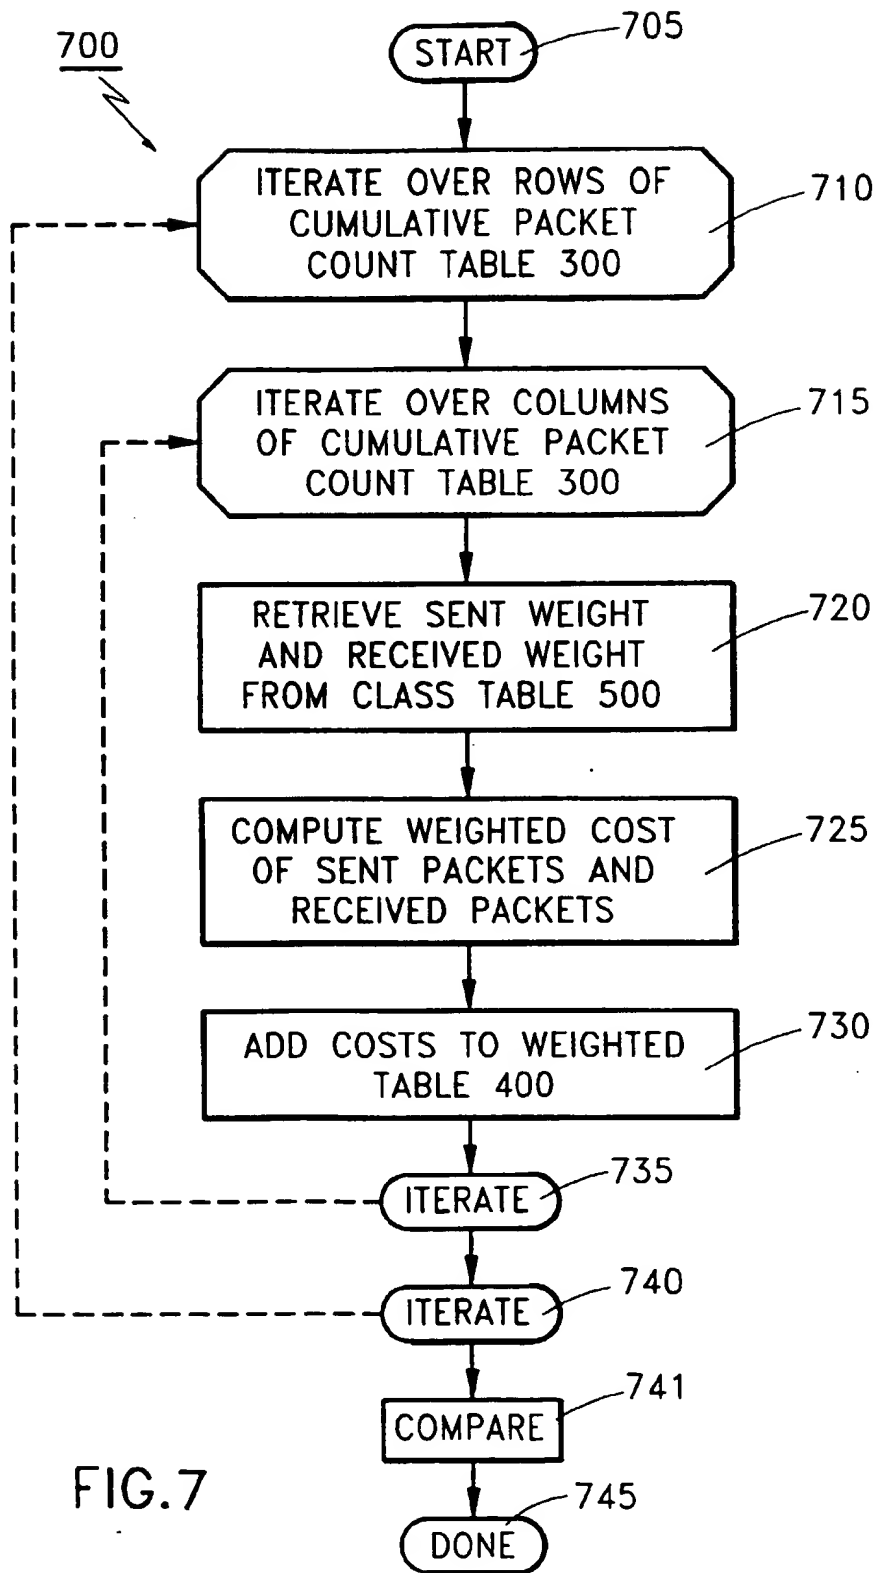 700
START
705
ITERATE OVER ROWS OF
CUMULATIVE PACKET
COUNT TABLE 300
710
ITERATE OVER COLUMNS
OF CUMULATIVE PACKET
COUNT TABLE 300
715
RETRIEVE SENT WEIGHT
AND RECEIVED WEIGHT
FROM CLASS TABLE 500
720
COMPUTE WEIGHTED COST
OF SENT PACKETS AND
RECEIVED PACKETS
725
ADD COSTS TO WEIGHTED
TABLE 400
730
ITERATE
735
ITERATE
740
COMPARE
741
DONE
745
FIG.7